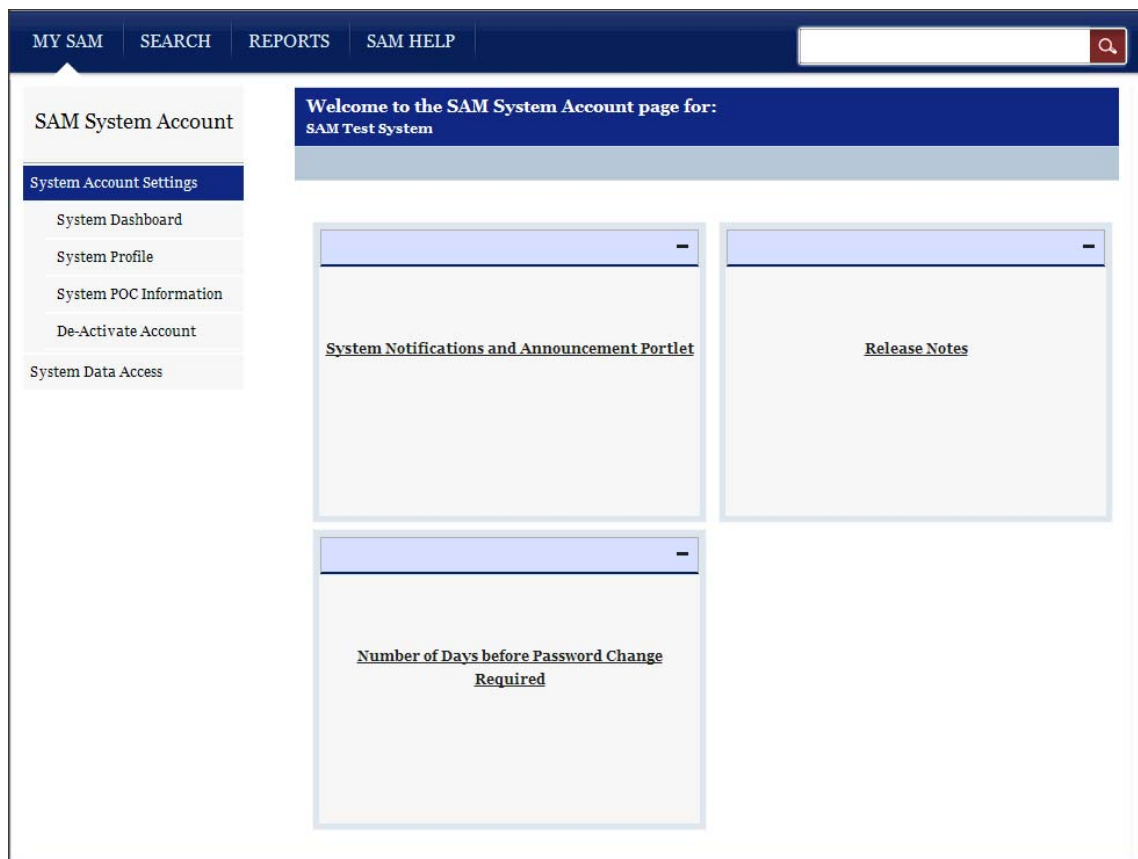 MY SAM
SEARCH
REPORTS
SAM HELP
SAM System Account
System Account Settings
System Dashboard
System Profile
System POC Information
De-Activate Account
System Data Access
Welcome to the SAM System Account page for:
SAM Test System
System Notifications and Announcement Portlet
Release Notes
Number of Days before Password Change
Required